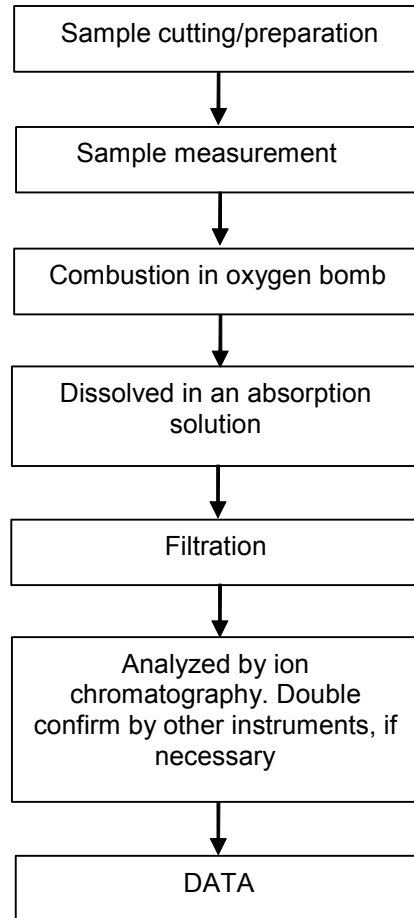 Sample cutting/preparation
Sample measurement
Combustion in oxygen bomb
Dissolved in an absorption
solution
Filtration
Analyzed by ion
chromatography. Double
confirm by other instruments, if
necessary
DATA